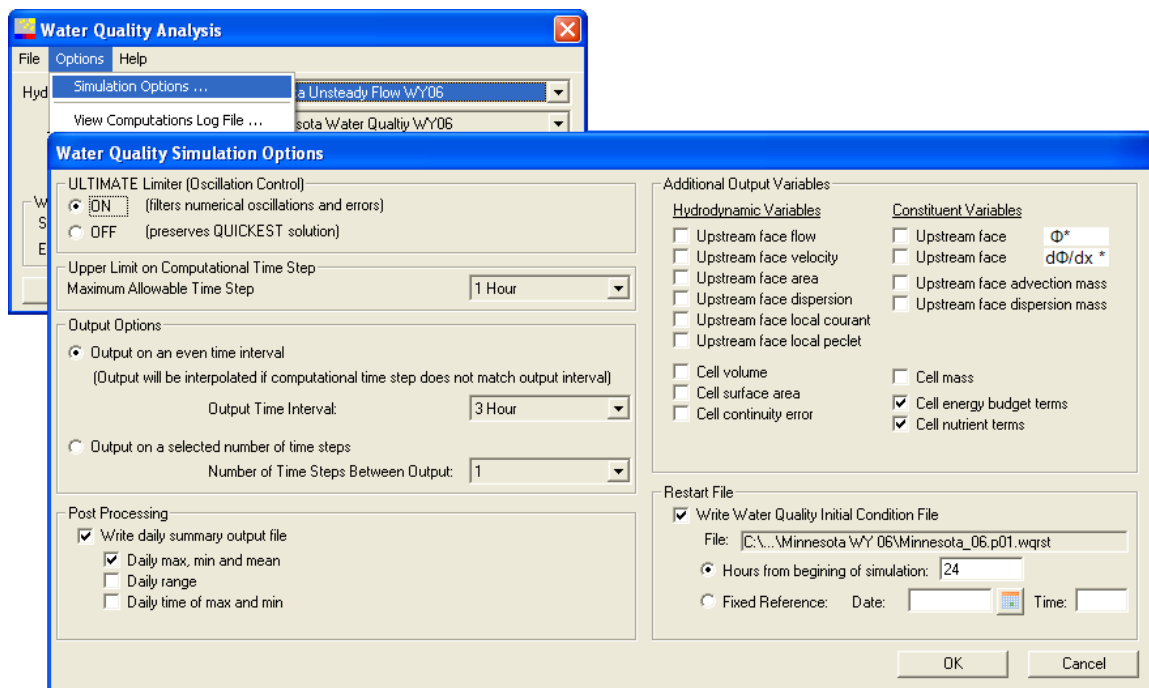 Water Quality Analysis
File Options Help
Simulation Options ...
View Computations Log File ...
Hyd
a Unsteady Flow WY06
sota Water Qualtiy WY06
W
S
E
Water Quality Simulation Options
ULTIMATE Limiter (Oscillation Control)
ON (filters numerical oscillations and errors)
OFF (preserves QUICKEST solution)
Upper Limit on Computational Time Step
Maximum Allowable Time Step 1 Hour
Output Options
Output on an even time interval
(Output will be interpolated if computational time step does not match output interval)
Output Time Interval: 3 Hour
Output on a selected number of time steps
Number of Time Steps Between Output: 1
Post Processing
Write daily summary output file
Daily max, min and mean
Daily range
Daily time of max and min
Additional Output Variables
Hydrodynamic Variables
Upstream face flow
Upstream face velocity
Upstream face area
Upstream face dispersion
Upstream face local courant
Upstream face local peclet
Cell volume
Cell surface area
Cell continuity error
Constituent Variables
Upstream face Φ*
Upstream face dΦ/dx *
Upstream face advection mass
Upstream face dispersion mass
Cell mass
Cell energy budget terms
Cell nutrient terms
Restart File
Write Water Quality Initial Condition File
File: C:\...\Minnesota WY 06\Minnesota_06.p01.wqrst
Hours from begining of simulation: 24
Fixed Reference: Date: Time:
OK Cancel